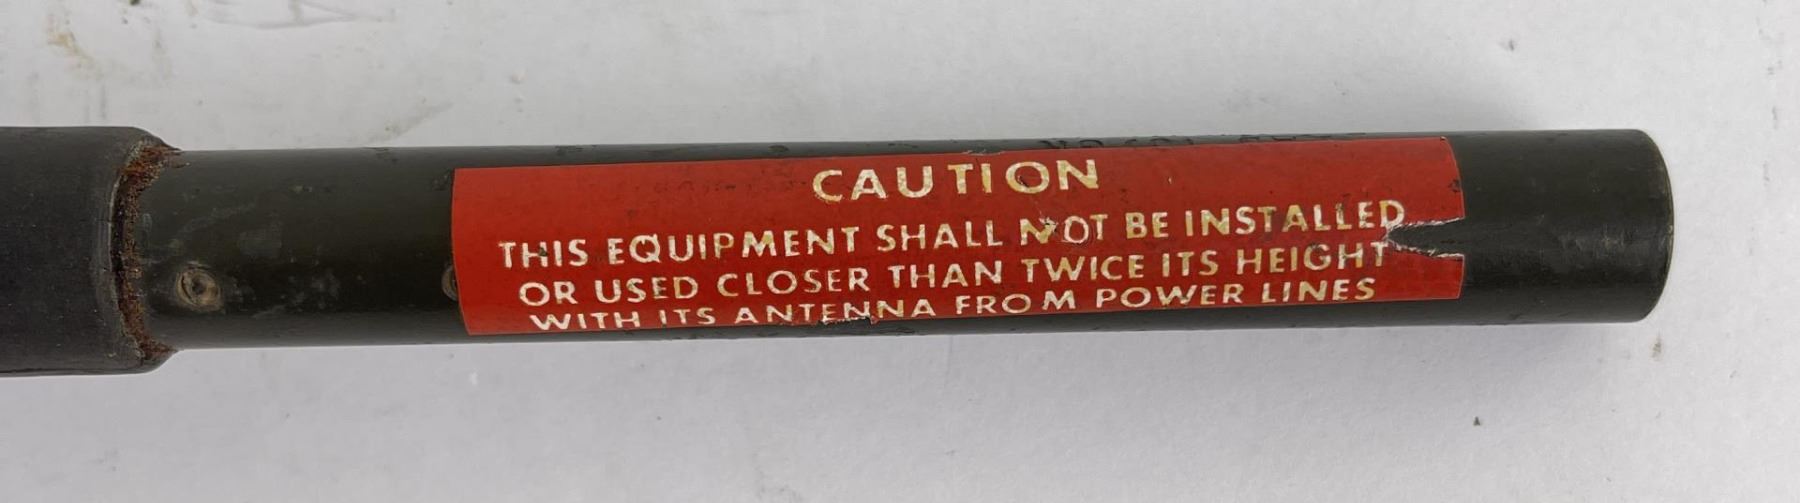 CAUTION
THIS EQUIPMENT SHALL NOT BE INSTALLED
OR USED CLOSER THAN TWICE ITS HEIGHT
WITH ITS ANTENNA FROM POWER LINES